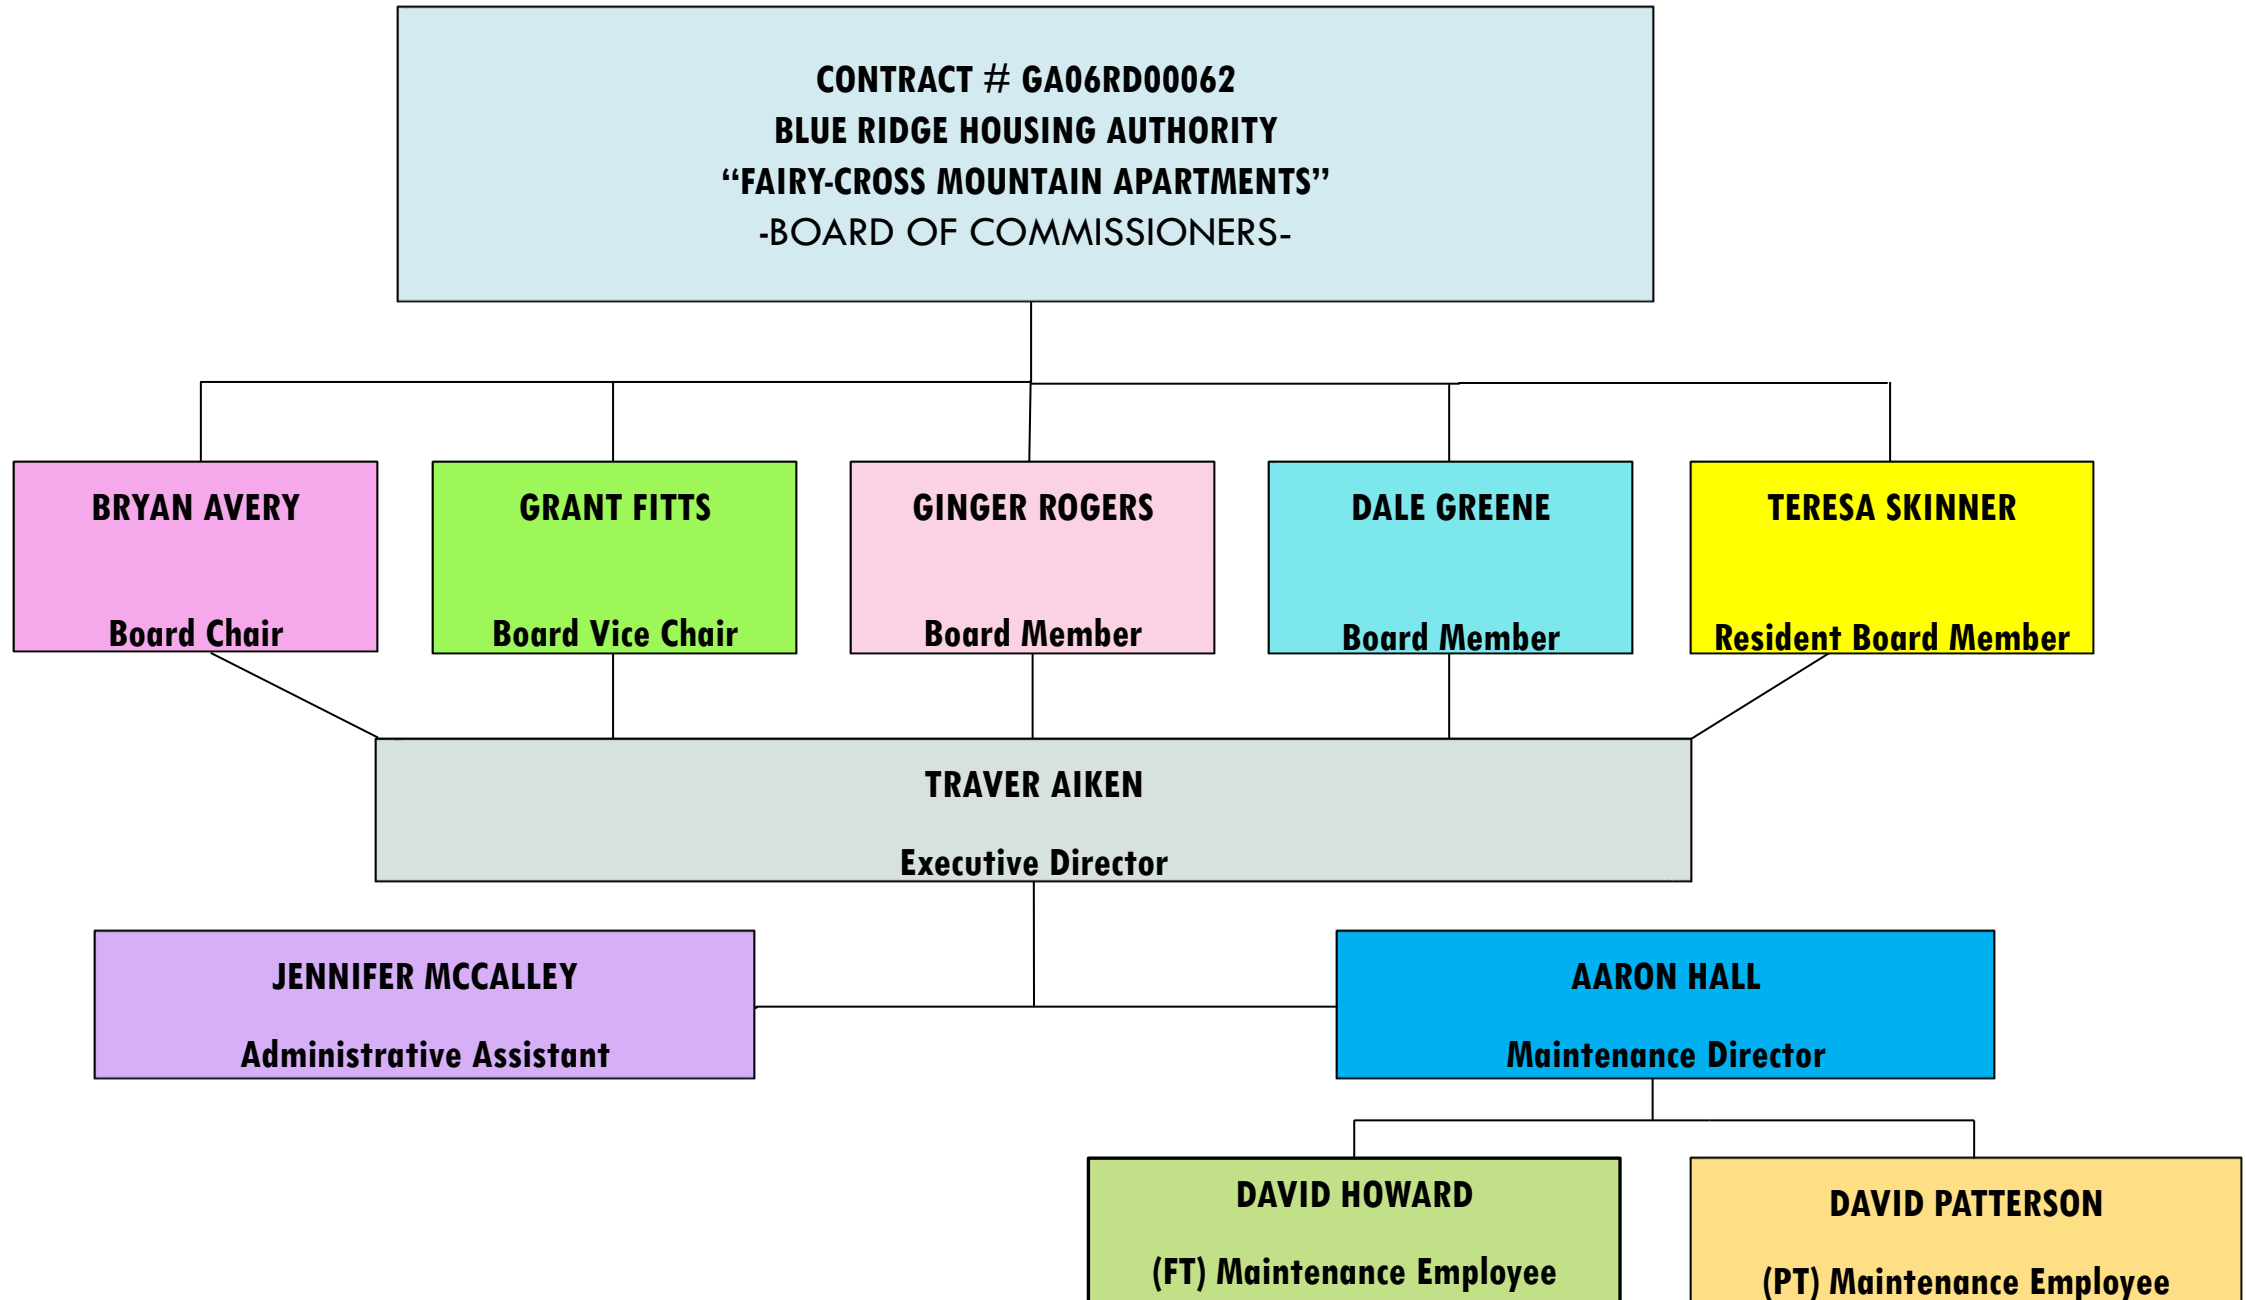 CONTRACT # GA06RD00062
BLUE RIDGE HOUSING AUTHORITY
“FAIRY-CROSS MOUNTAIN APARTMENTS”
-BOARD OF COMMISSIONERS-
BRYAN AVERY
Board Chair
GRANT FITTS
Board Vice Chair
GINGER ROGERS
Board Member
DALE GREENE
Board Member
TERESA SKINNER
Resident Board Member
TRAVER AIKEN
Executive Director
JENNIFER MCCALLEY
Administrative Assistant
AARON HALL
Maintenance Director
DAVID HOWARD
(FT) Maintenance Employee
DAVID PATTERSON
(PT) Maintenance Employee